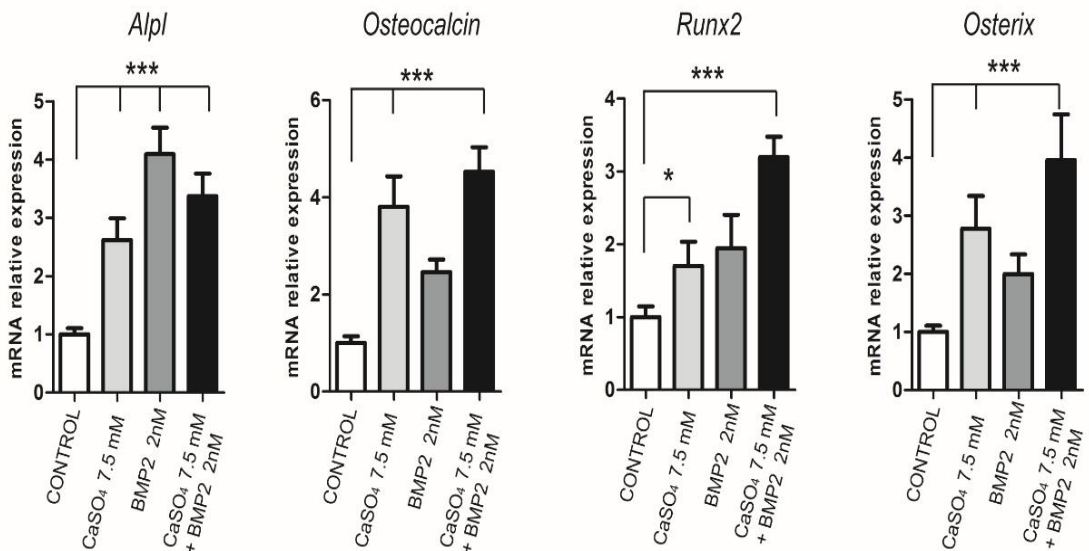 Alpl
***
mRNA relative expression
5
4
3
2
1
0
CONTROL
CaSO₄ 7.5 mM
BMP2 2nM
CaSO₄ 7.5 mM
+ BMP2 2nM
Osteocalcin
***
mRNA relative expression
6
4
2
0
CONTROL
CaSO₄ 7.5 mM
BMP2 2nM
CaSO₄ 7.5 mM
+ BMP2 2nM
Runx2
***
*
mRNA relative expression
4
3
2
1
0
CONTROL
CaSO₄ 7.5 mM
BMP2 2nM
CaSO₄ 7.5 mM
+ BMP2 2nM
Osterix
***
mRNA relative expression
5
4
3
2
1
0
CONTROL
CaSO₄ 7.5 mM
BMP2 2nM
CaSO₄ 7.5 mM
+ BMP2 2nM